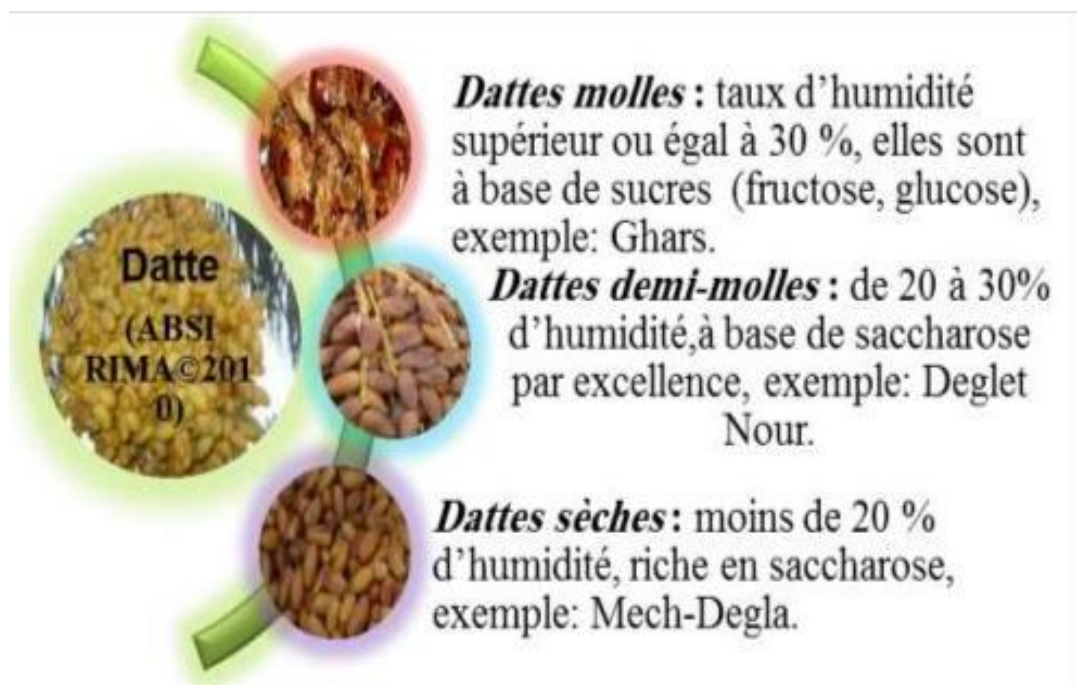 Datte
(ABSI
RIMA©201
0)
Dattes molles : taux d’humidité
supérieur ou égal à 30 %, elles sont
à base de sucres (fructose, glucose),
exemple: Ghars.
Dattes demi-molles : de 20 à 30%
d’humidité,à base de saccharose
par excellence, exemple: Deglet
Nour.
Dattes sèches : moins de 20 %
d’humidité, riche en saccharose,
exemple: Mech-Degla.